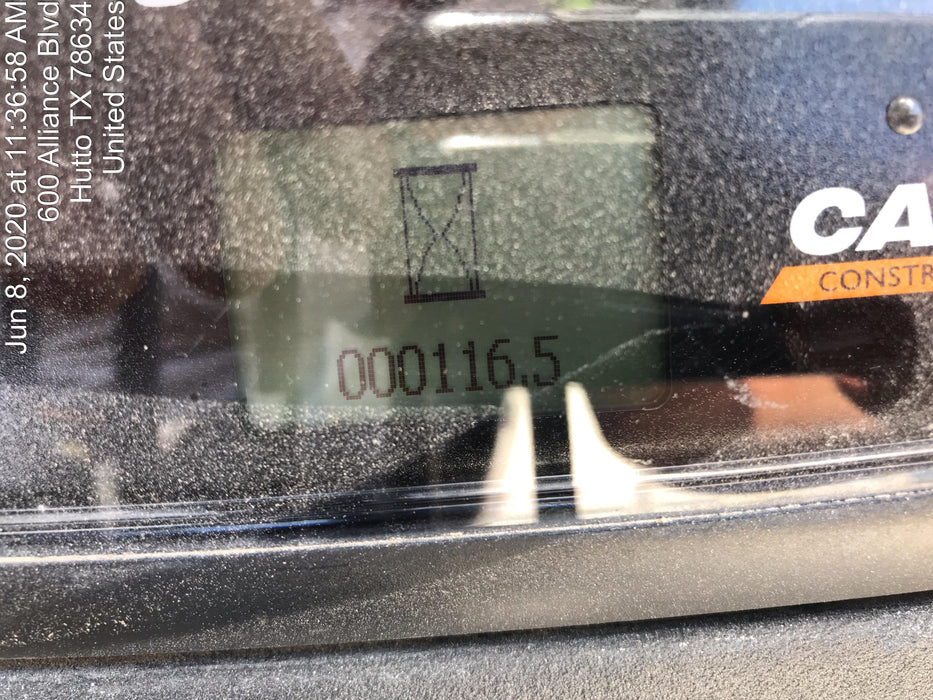 Jun 8, 2020 at 11:36:58 AM
600 Alliance Blvd
Hutto TX 78634
United States
000116.5
CA
CONSTR